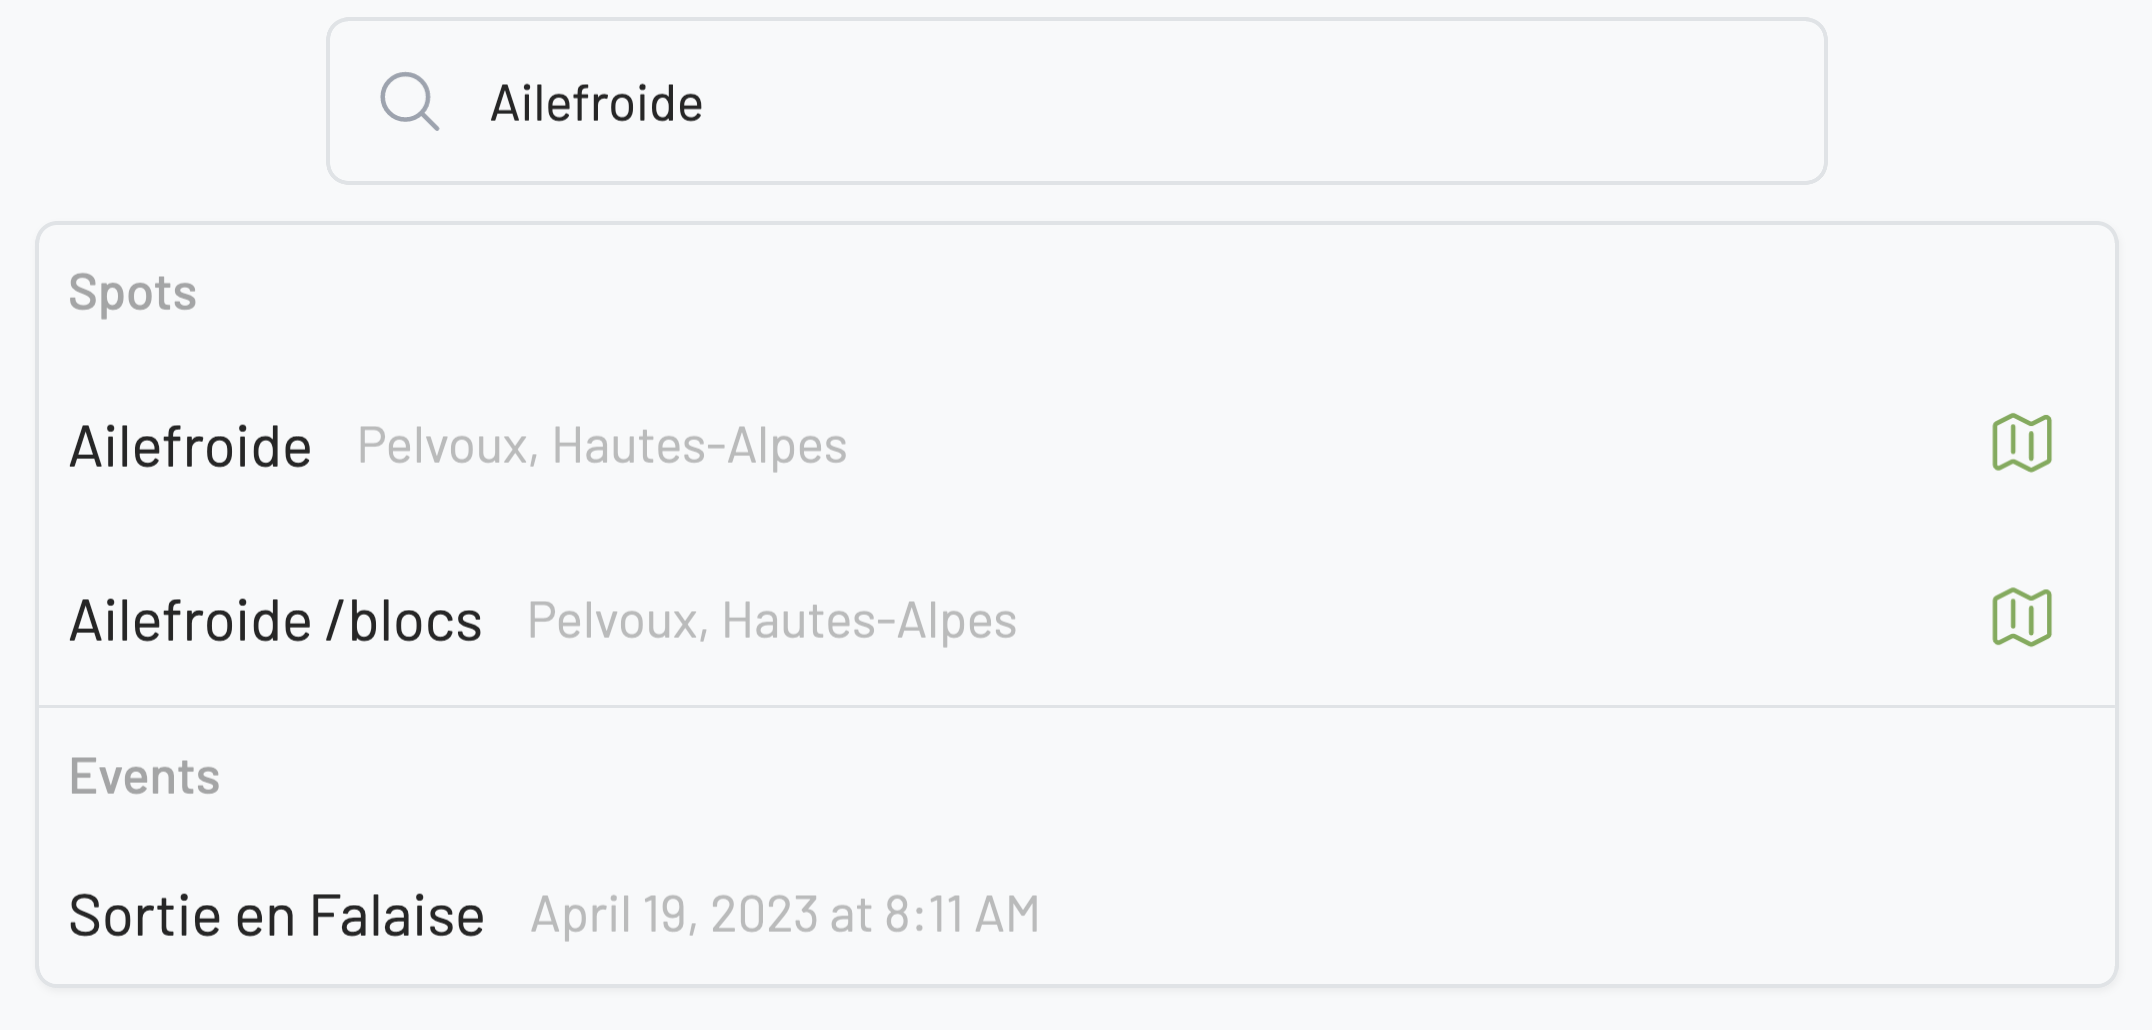 Ailefroide
Spots
Ailefroide Pelvoux, Hautes-Alpes
Ailefroide /blocs Pelvoux, Hautes-Alpes
Events
Sortie en Falaise April 19, 2023 at 8:11 AM